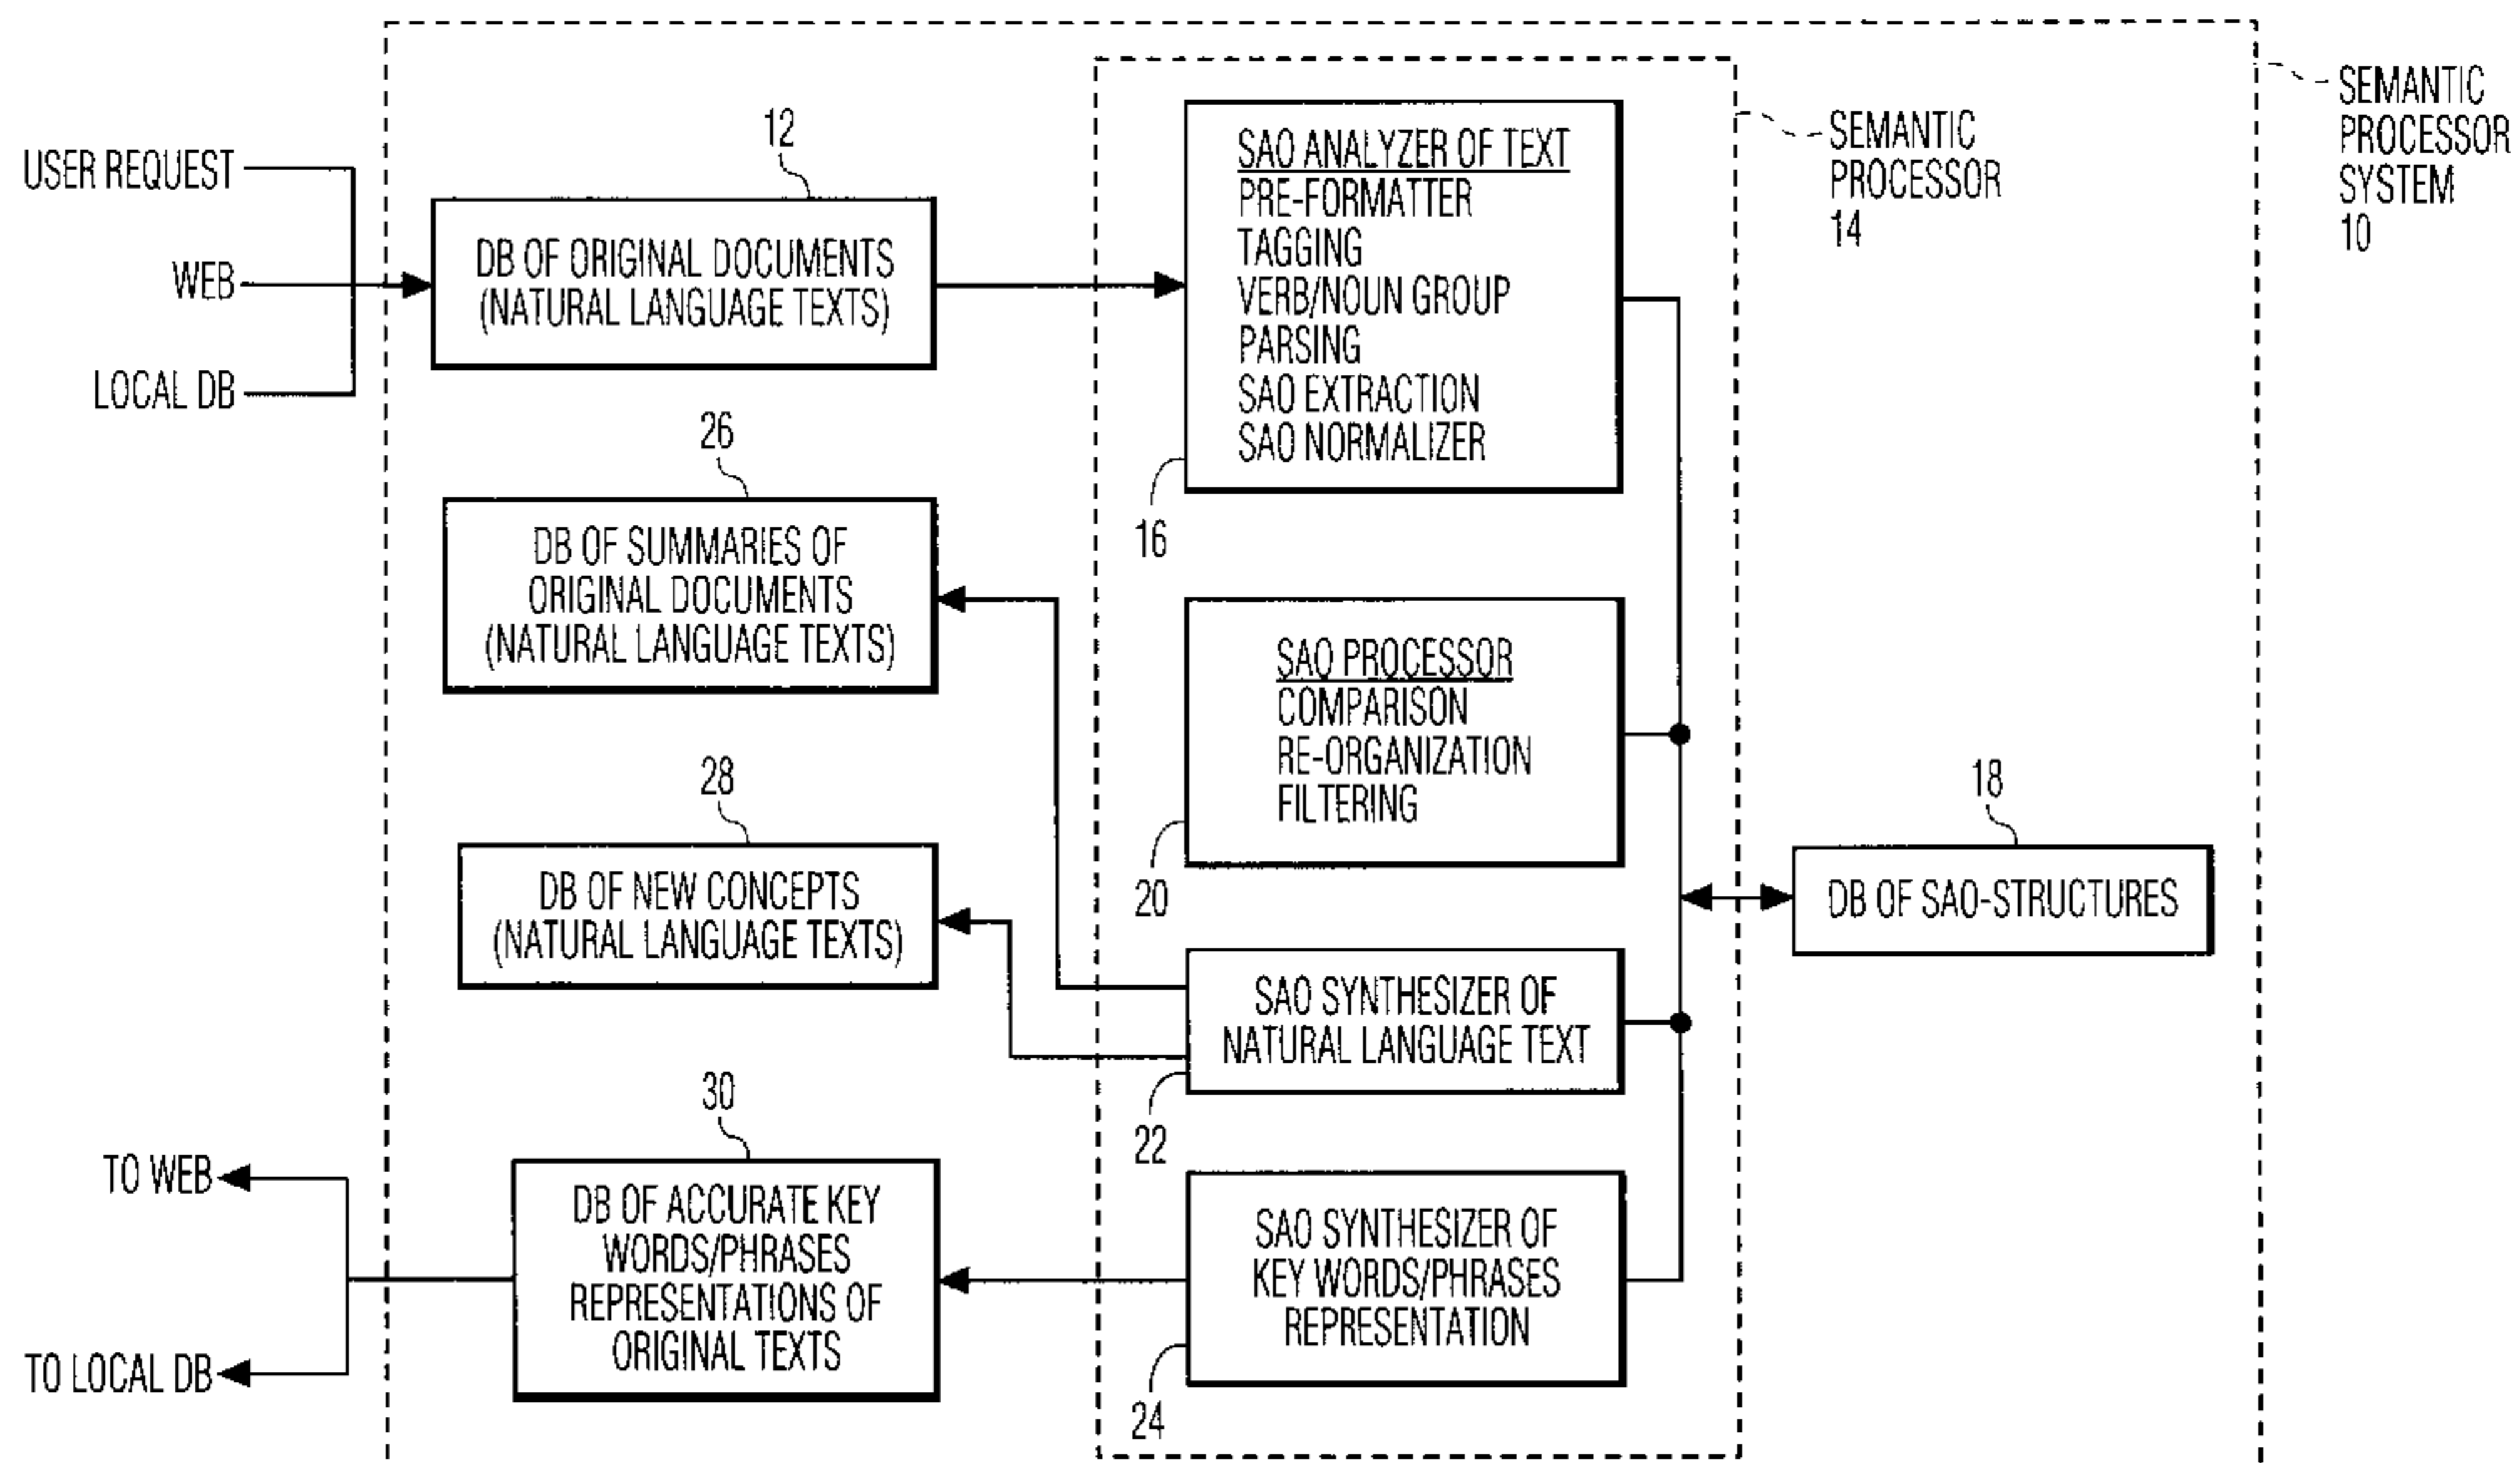 USER REQUEST
WEB
LOCAL DB
12
DB OF ORIGINAL DOCUMENTS
(NATURAL LANGUAGE TEXTS)
26
DB OF SUMMARIES OF
ORIGINAL DOCUMENTS
(NATURAL LANGUAGE TEXTS)
28
DB OF NEW CONCEPTS
(NATURAL LANGUAGE TEXTS)
30
DB OF ACCURATE KEY
WORDS/PHRASES
REPRESENTATIONS OF
ORIGINAL TEXTS
TO WEB
TO LOCAL DB
SAO ANALYZER OF TEXT
PRE-FORMATTER
TAGGING
VERB/NOUN GROUP
PARSING
SAO EXTRACTION
SAO NORMALIZER
16
SAO PROCESSOR
COMPARISON
RE-ORGANIZATION
FILTERING
20
SAO SYNTHESIZER OF
NATURAL LANGUAGE TEXT
22
SAO SYNTHESIZER OF
KEY WORDS/PHRASES
REPRESENTATION
24
SEMANTIC
PROCESSOR
14
SEMANTIC
PROCESSOR
SYSTEM
10
18
DB OF SAO-STRUCTURES